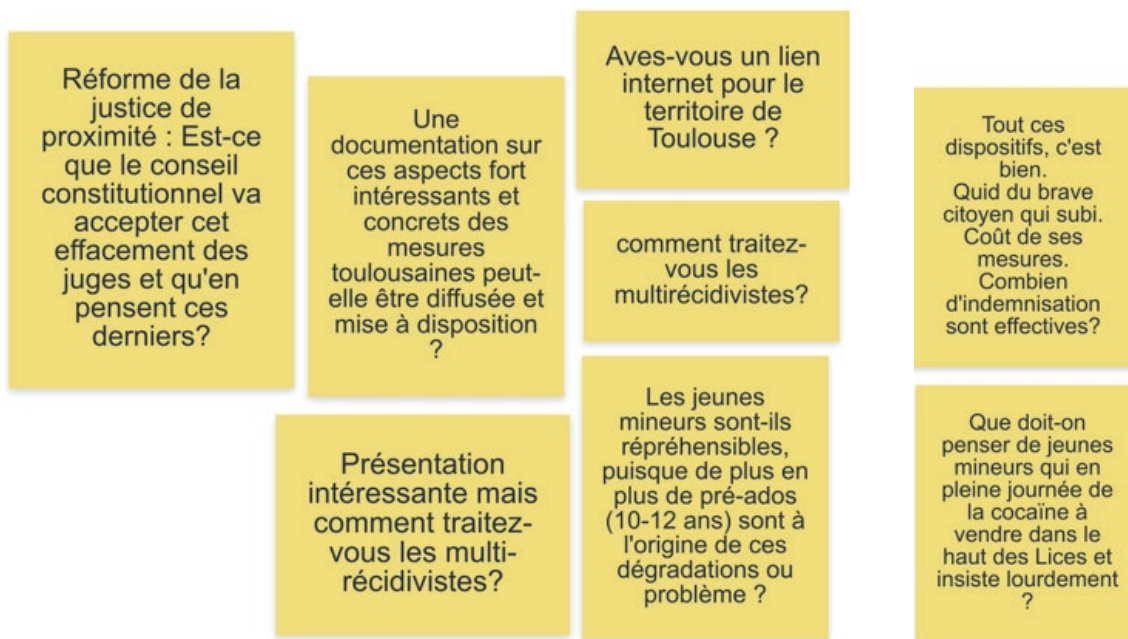 Réforme de la
justice de
proximité : Est-ce
que le conseil
constitutionnel va
accepter cet
effacement des
juges et qu'en
pensent ces
derniers?
Une
documentation sur
ces aspects fort
intéressants et
concrets des
mesures
toulousaines peut-
elle être diffusée et
mise à disposition
?
Aves-vous un lien
internet pour le
territoire de
Toulouse ?
comment traitez-
vous les
multirécidivistes?
Présentation
intéressante mais
comment traitez-
vous les multi-
récidivistes?
Les jeunes
mineurs sont-ils
répréhensibles,
puisque de plus en
plus de pré-ados
(10-12 ans) sont à
l'origine de ces
dégradations ou
problème ?
Tout ces
dispositifs, c'est
bien.
Quid du brave
citoyen qui subi.
Coût de ses
mesures.
Combien
d'indemnisation
sont effectives?
Que doit-on
penser de jeunes
mineurs qui en
pleine journée de
la cocaïne à
vendre dans le
haut des Lices et
insiste lourdement
?